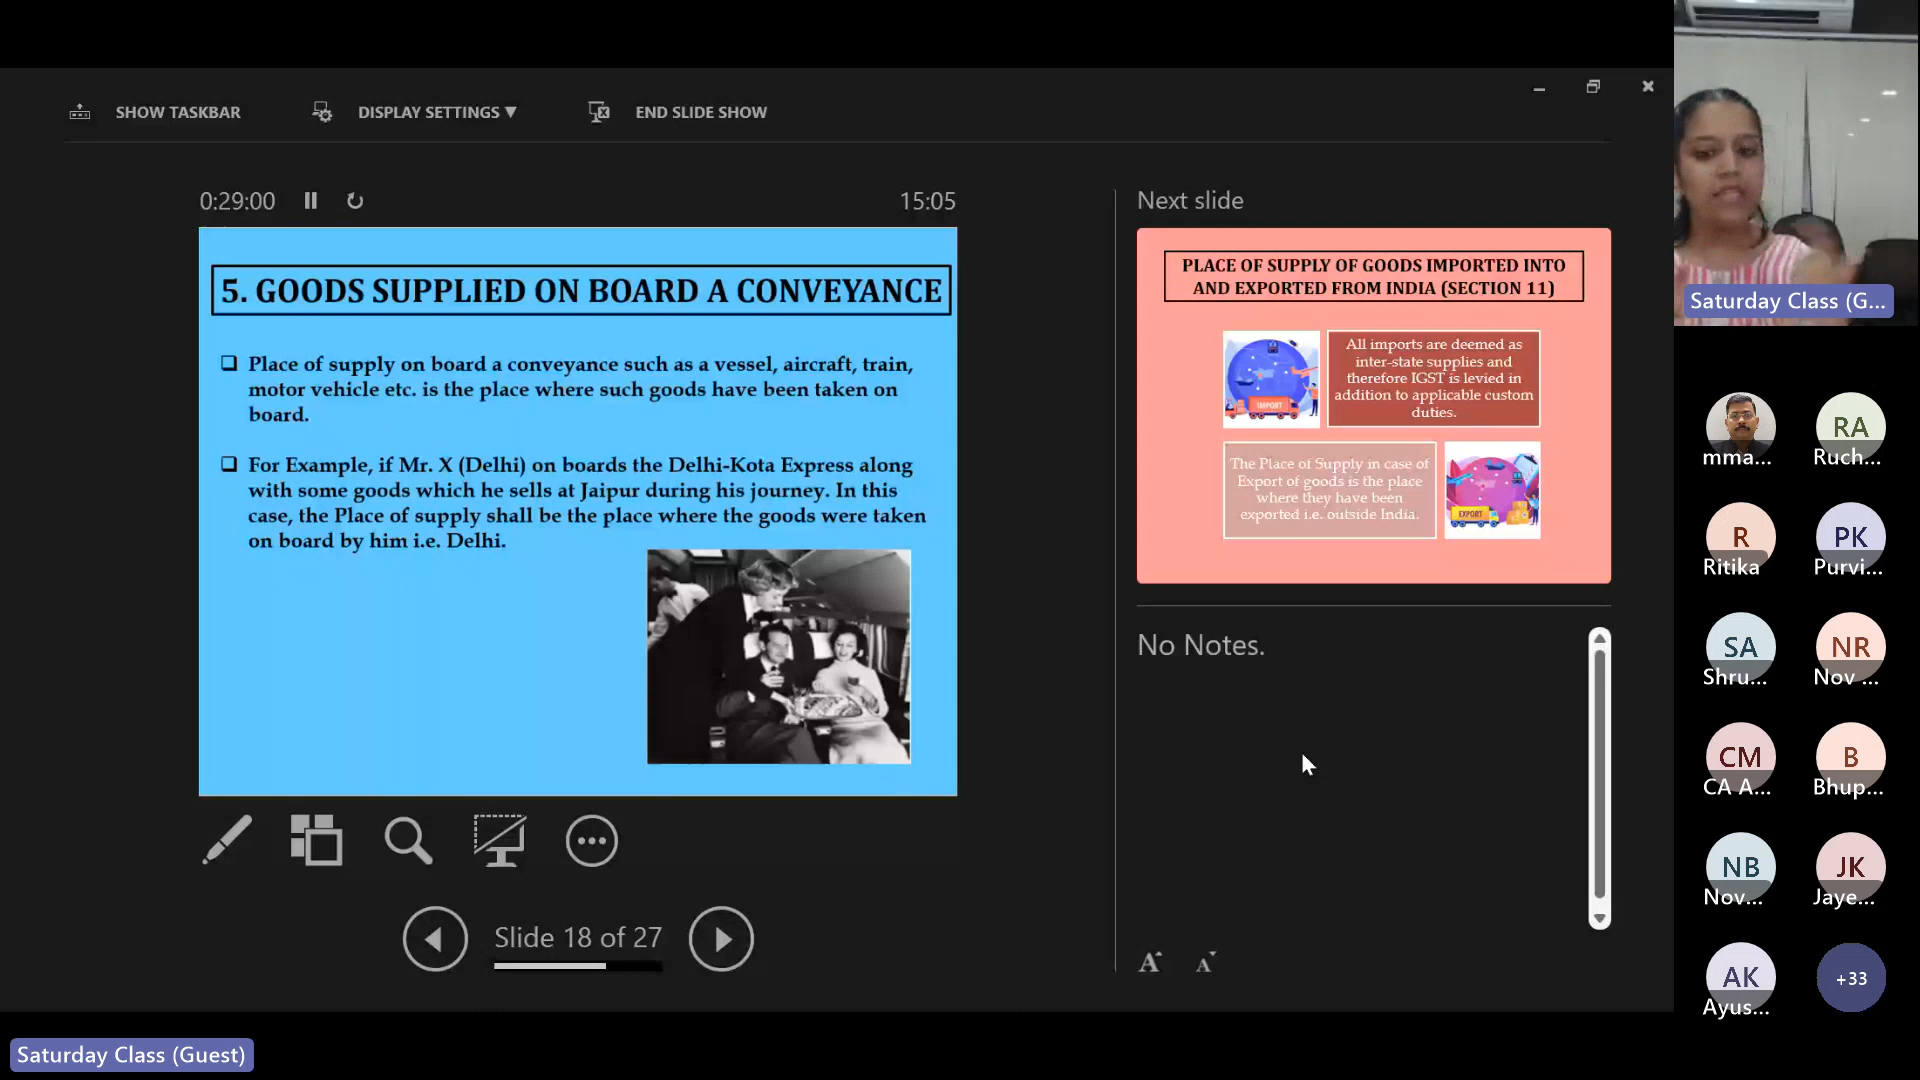 SHOW TASKBAR
DISPLAY SETTINGS ▼
END SLIDE SHOW
0:29:00
15:05
5. GOODS SUPPLIED ON BOARD A CONVEYANCE
Place of supply on board a conveyance such as a vessel, aircraft, train,
motor vehicle etc. is the place where such goods have been taken on
board.
For Example, if Mr. X (Delhi) on boards the Delhi-Kota Express along
with some goods which he sells at Jaipur during his journey. In this
case, the Place of supply shall be the place where the goods were taken
on board by him i.e. Delhi.
Slide 18 of 27
Next slide
PLACE OF SUPPLY OF GOODS IMPORTED INTO
AND EXPORTED FROM INDIA (SECTION 11)
All imports are deemed as
inter-state supplies and
therefore IGST is levied in
addition to applicable custom
duties.
IMPORT
The Place of Supply in case of
Export of goods is the place
where they have been
exported i.e. outside India.
EXPORT
No Notes.
A A
Saturday Class (G...
mma...
RA
Ruch...
R
Ritika
PK
Purvi...
SA
Shru...
NR
Nov ...
CM
CA A...
B
Bhup...
NB
Nov...
JK
Jaye...
AK
Ayus...
+33
Saturday Class (Guest)